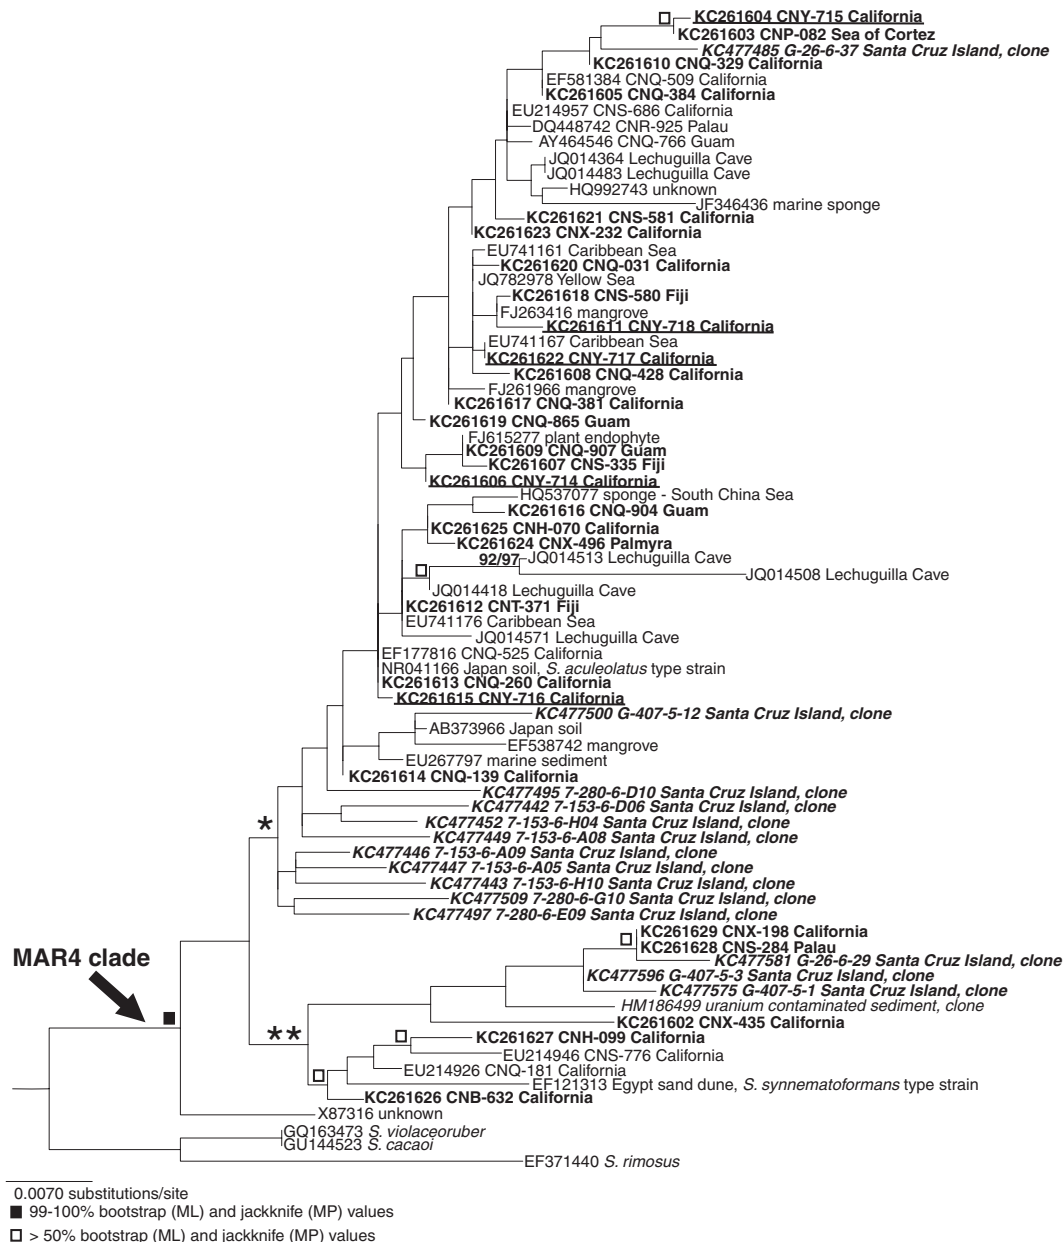 KC261604 CNY-715 California
KC261603 CNP-082 Sea of Cortez
KC477485 G-26-6-37 Santa Cruz Island, clone
KC261610 CNQ-329 California
EF581384 CNQ-509 California
KC261605 CNQ-384 California
EU214957 CNS-686 California
DQ448742 CNR-925 Palau
AY464546 CNQ-766 Guam
JQ014364 Lechuguilla Cave
JQ014483 Lechuguilla Cave
HQ992743 unknown
JF346436 marine sponge
KC261621 CNS-581 California
KC261623 CNX-232 California
EU741161 Caribbean Sea
KC261620 CNQ-031 California
JQ782978 Yellow Sea
KC261618 CNS-580 Fiji
FJ263416 mangrove
KC261611 CNY-718 California
EU741167 Caribbean Sea
KC261622 CNY-717 California
KC261608 CNQ-428 California
FJ261966 mangrove
KC261617 CNQ-381 California
KC261619 CNQ-865 Guam
FJ615277 plant endophyte
KC261609 CNQ-907 Guam
KC261607 CNS-335 Fiji
KC261606 CNY-714 California
HQ537077 sponge - South China Sea
KC261616 CNQ-904 Guam
KC261625 CNH-070 California
KC261624 CNX-496 Palmyra
92/97
JQ014513 Lechuguilla Cave
JQ014508 Lechuguilla Cave
JQ014418 Lechuguilla Cave
KC261612 CNT-371 Fiji
EU741176 Caribbean Sea
JQ014571 Lechuguilla Cave
EF177816 CNQ-525 California
NR041166 Japan soil, S. aculeolatus type strain
KC261613 CNQ-260 California
KC261615 CNY-716 California
KC477500 G-407-5-12 Santa Cruz Island, clone
AB373966 Japan soil
EF538742 mangrove
EU267797 marine sediment
KC261614 CNQ-139 California
KC477495 7-280-6-D10 Santa Cruz Island, clone
KC477442 7-153-6-D06 Santa Cruz Island, clone
KC477452 7-153-6-H04 Santa Cruz Island, clone
*
KC477449 7-153-6-A08 Santa Cruz Island, clone
KC477446 7-153-6-A09 Santa Cruz Island, clone
KC477447 7-153-6-A05 Santa Cruz Island, clone
KC477443 7-153-6-H10 Santa Cruz Island, clone
KC477509 7-280-6-G10 Santa Cruz Island, clone
KC477497 7-280-6-E09 Santa Cruz Island, clone
KC261629 CNX-198 California
KC261628 CNS-284 Palau
MAR4 clade
KC477581 G-26-6-29 Santa Cruz Island, clone
KC477596 G-407-5-3 Santa Cruz Island, clone
KC477575 G-407-5-1 Santa Cruz Island, clone
HM186499 uranium contaminated sediment, clone
KC261602 CNX-435 California
**
KC261627 CNH-099 California
EU214946 CNS-776 California
EU214926 CNQ-181 California
EF121313 Egypt sand dune, S. synnematoformans type strain
KC261626 CNB-632 California
X87316 unknown
GQ163473 S. violaceoruber
GU144523 S. cacaoi
EF371440 S. rimosus
0.0070 substitutions/site
99-100% bootstrap (ML) and jackknife (MP) values
> 50% bootstrap (ML) and jackknife (MP) values